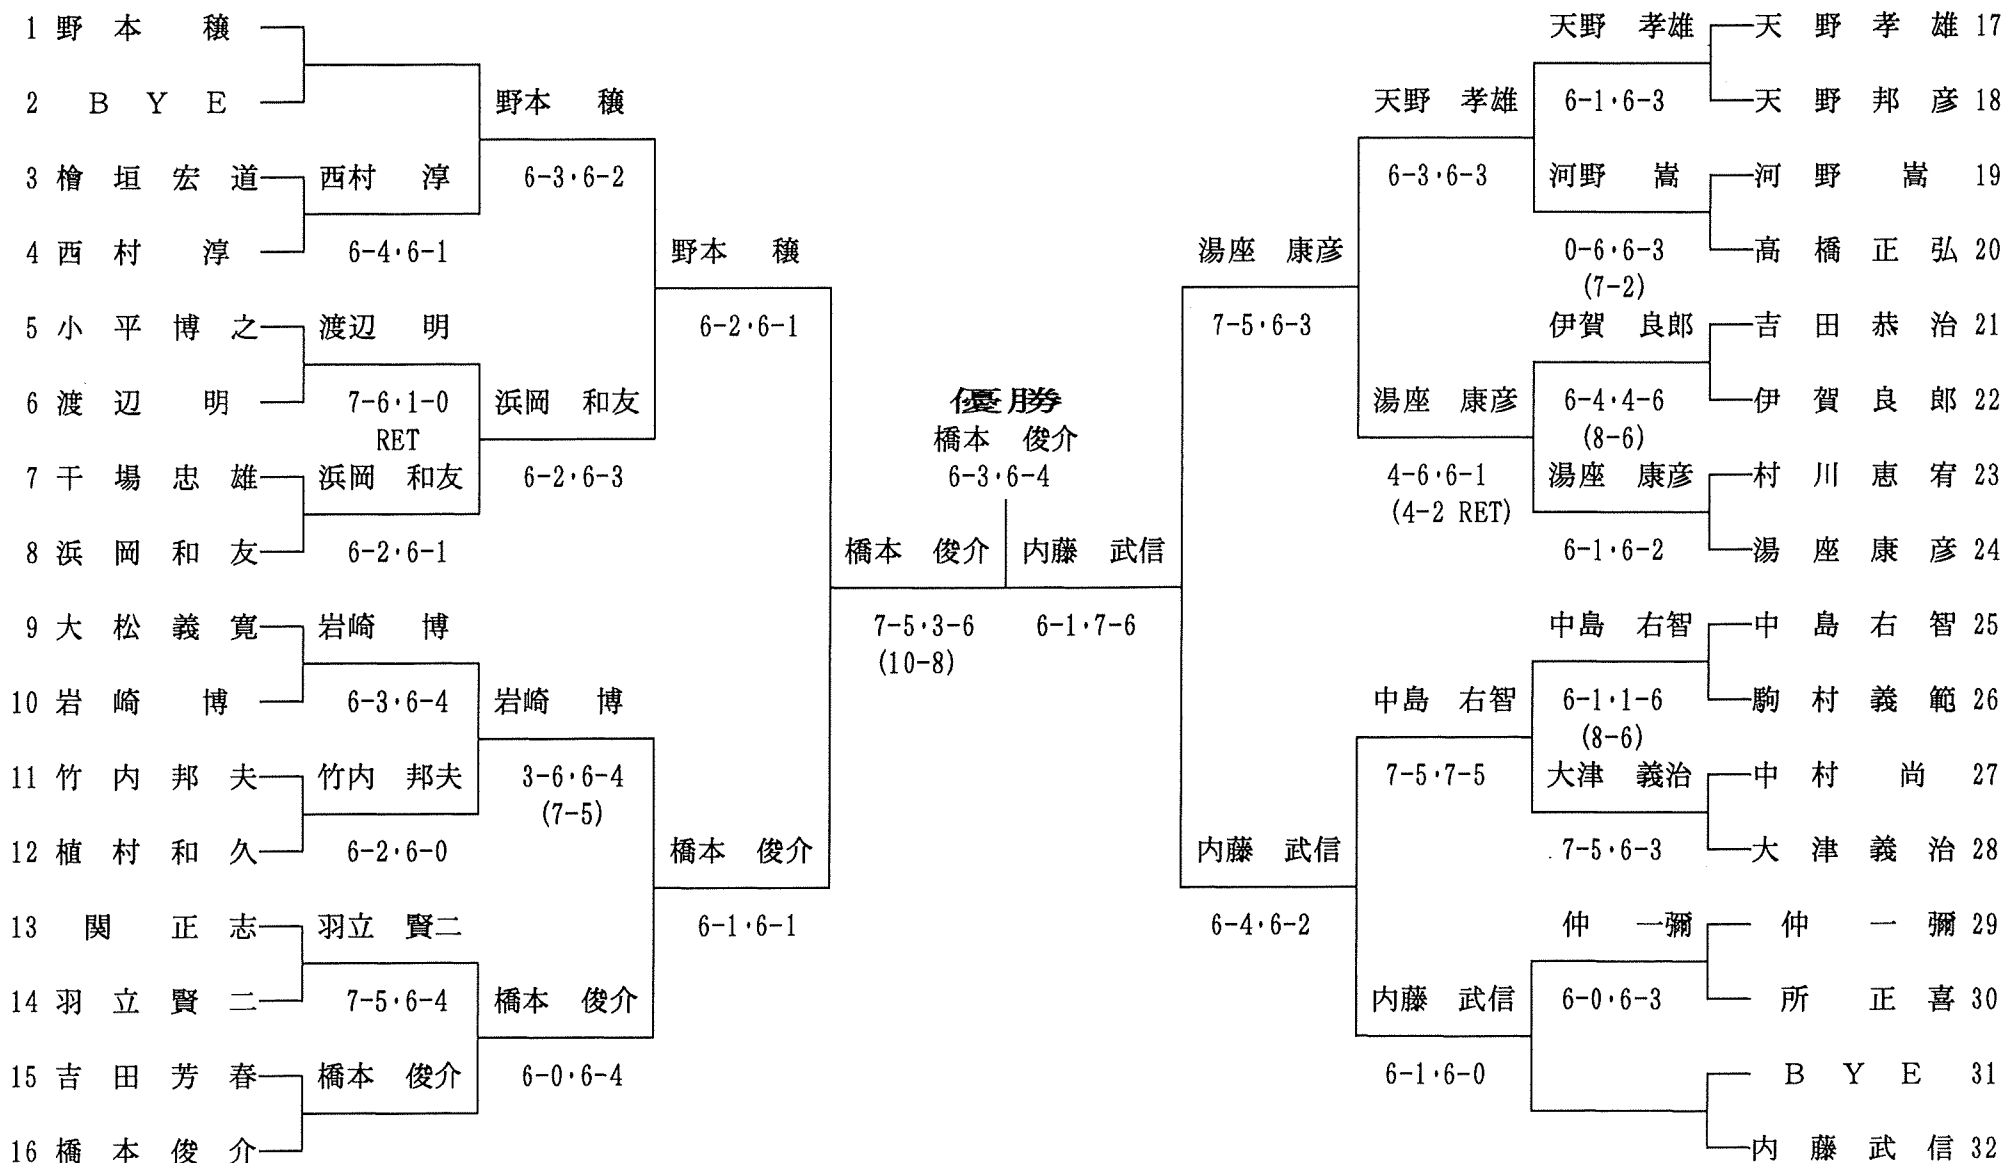 1 野本 穣
2 BYE
3 檜垣宏道
4 西村 淳
5 小平博之
6 渡辺 明
7 干場忠雄
8 浜岡和友
9 大松義寛
10 岩崎 博
11 竹内邦夫
12 植村和久
13 関 正志
14 羽立賢二
15 吉田芳春
16 橋本俊介
西村 淳
6-4・6-1
渡辺 明
7-6・1-0
RET
浜岡 和友
6-2・6-1
岩崎 博
6-3・6-4
竹内 邦夫
6-2・6-0
羽立 賢二
7-5・6-4
橋本 俊介
野本 穣
6-3・6-2
浜岡 和友
6-2・6-3
岩崎 博
3-6・6-4
(7-5)
橋本 俊介
6-0・6-4
野本 穣
6-2・6-1
橋本 俊介
6-1・6-1
優勝
橋本 俊介
6-3・6-4
橋本 俊介
7-5・3-6
(10-8)
内藤 武信
6-1・7-6
湯座 康彦
7-5・6-3
内藤 武信
6-4・6-2
天野 孝雄
6-3・6-3
湯座 康彦
4-6・6-1
(4-2 RET)
中島 右智
7-5・7-5
内藤 武信
6-1・6-0
天野 孝雄
6-1・6-3
河野 嵩
0-6・6-3
(7-2)
伊賀 良郎
6-4・4-6
(8-6)
湯座 康彦
6-1・6-2
中島 右智
6-1・1-6
(8-6)
大津 義治
7-5・6-3
仲 一彌
6-0・6-3
天野孝雄 17
天野邦彦 18
河野 嵩 19
高橋正弘 20
吉田恭治 21
伊賀良郎 22
村川恵宥 23
湯座康彦 24
中島右智 25
駒村義範 26
中村 尚 27
大津義治 28
仲 一彌 29
所 正喜 30
BYE 31
内藤武信 32